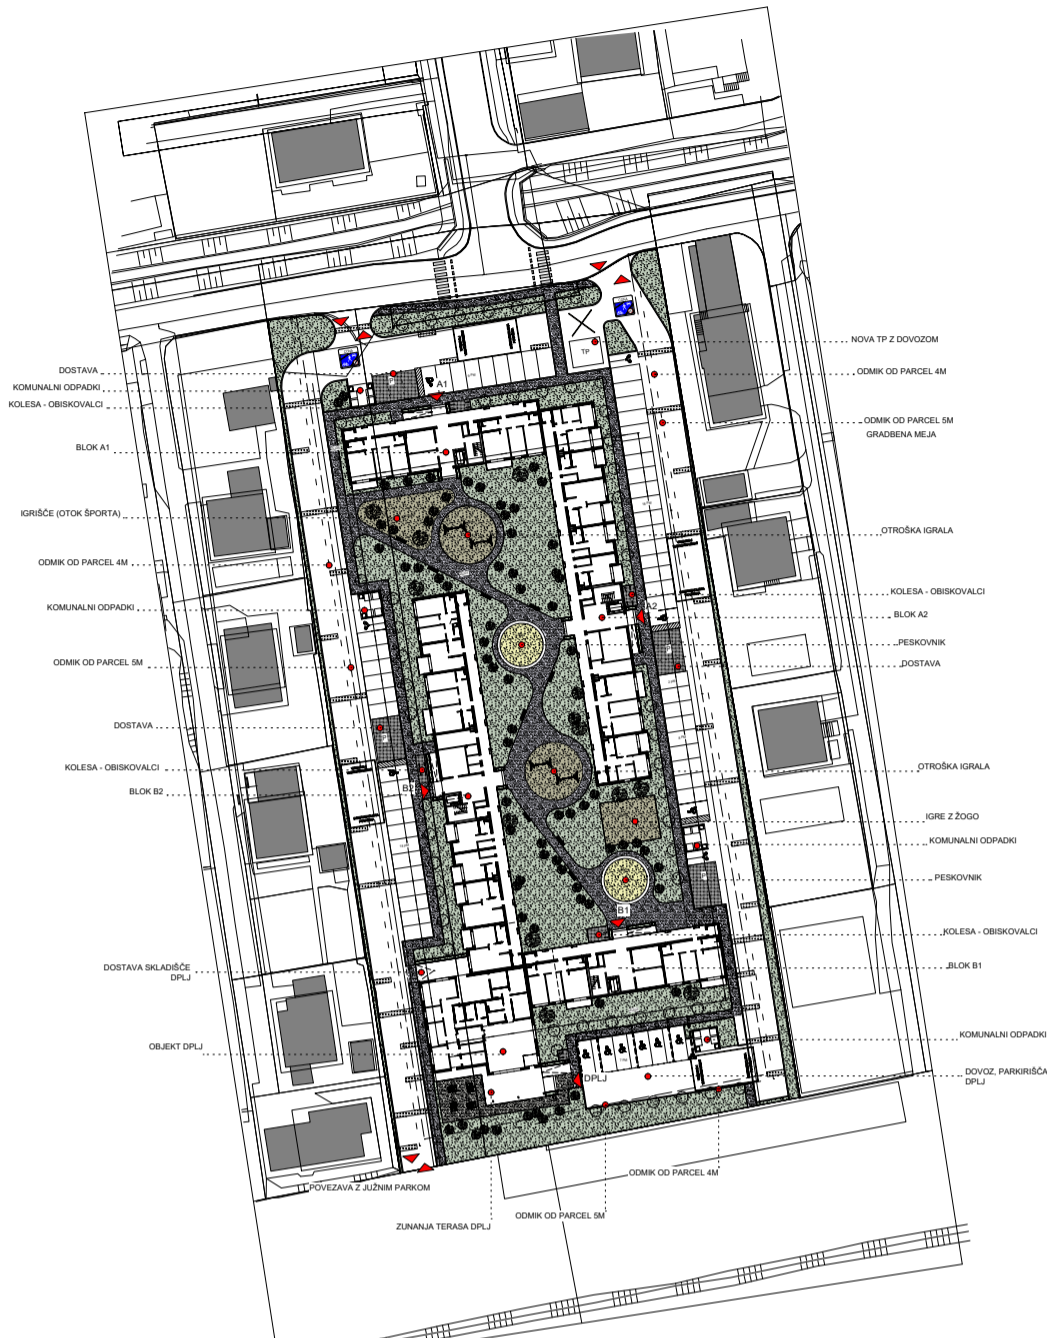 DOSTAVA
KOMUNALNI ODPADKI
KOLESA - OBISKOVALCI
BLOK A1
IGRIŠČE (OTOK ŠPORTA)
ODMIK OD PARCEL 4M
KOMUNALNI ODPADKI
ODMIK OD PARCEL 5M
DOSTAVA
KOLESA - OBISKOVALCI
BLOK B2
DOSTAVA SKLADIŠČE
DPLJ
OBJEKT DPLJ
POVEZAVA Z JUŽNIM PARKOM
ZUNANJA TERASA DPLJ
ODMIK OD PARCEL 5M
ODMIK OD PARCEL 4M
A1
TP
A2
B2
B1
DPLJ
NOVA TP Z DOVOZOM
ODMIK OD PARCEL 4M
ODMIK OD PARCEL 5M
GRADBENA MEJA
OTROŠKA IGRALA
KOLESA - OBISKOVALCI
BLOK A2
PESKOVNIK
DOSTAVA
OTROŠKA IGRALA
IGRE Z ŽOGO
KOMUNALNI ODPADKI
PESKOVNIK
KOLESA - OBISKOVALCI
BLOK B1
KOMUNALNI ODPADKI
DOVOZ, PARKIRIŠČA
DPLJ